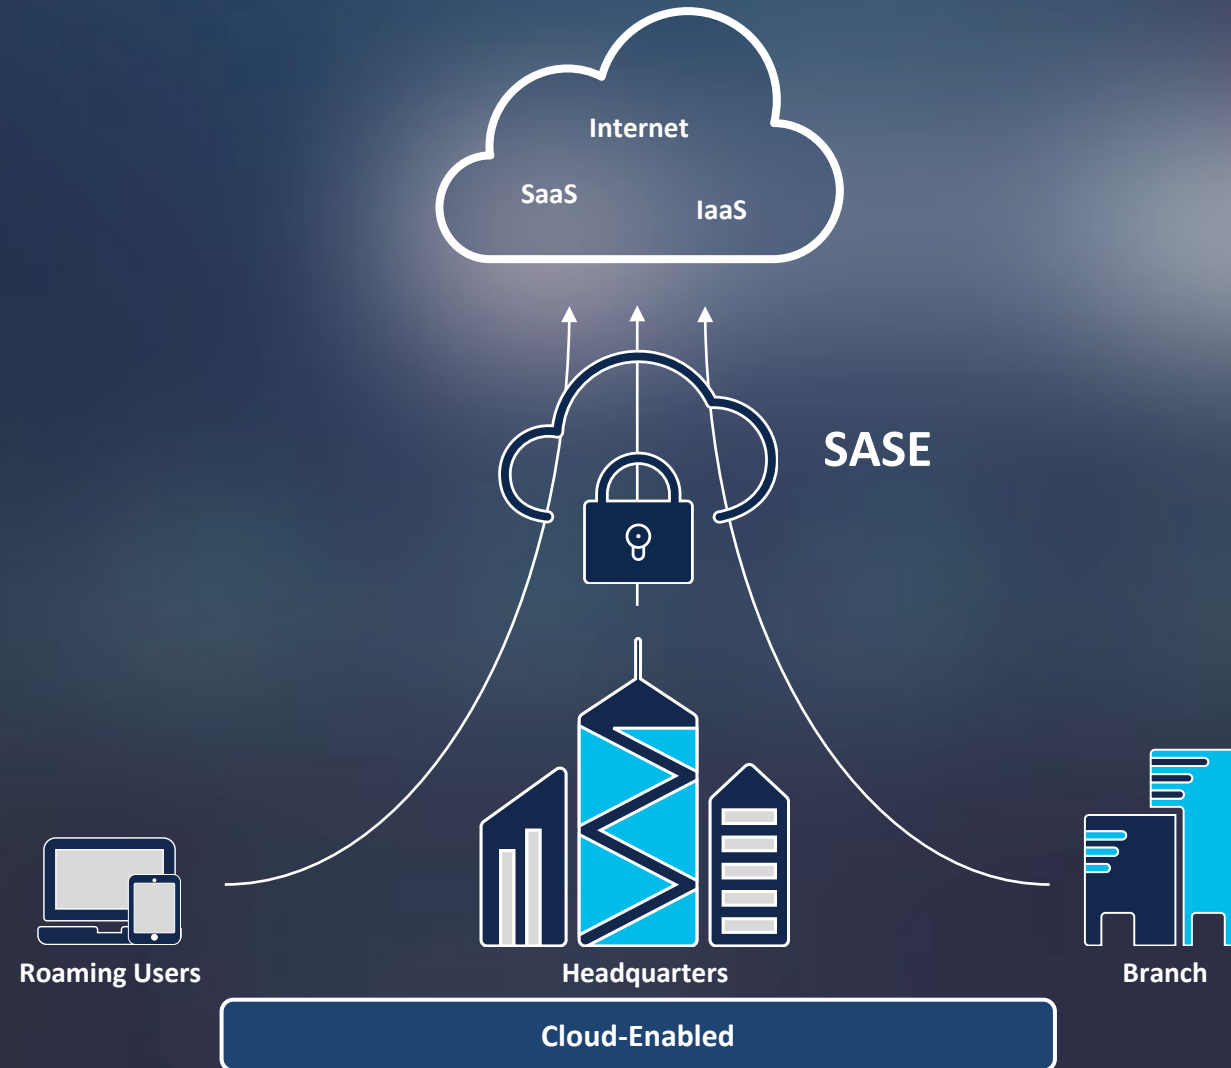 Internet
SaaS
IaaS
SASE
Roaming Users
Headquarters
Branch
Cloud-Enabled